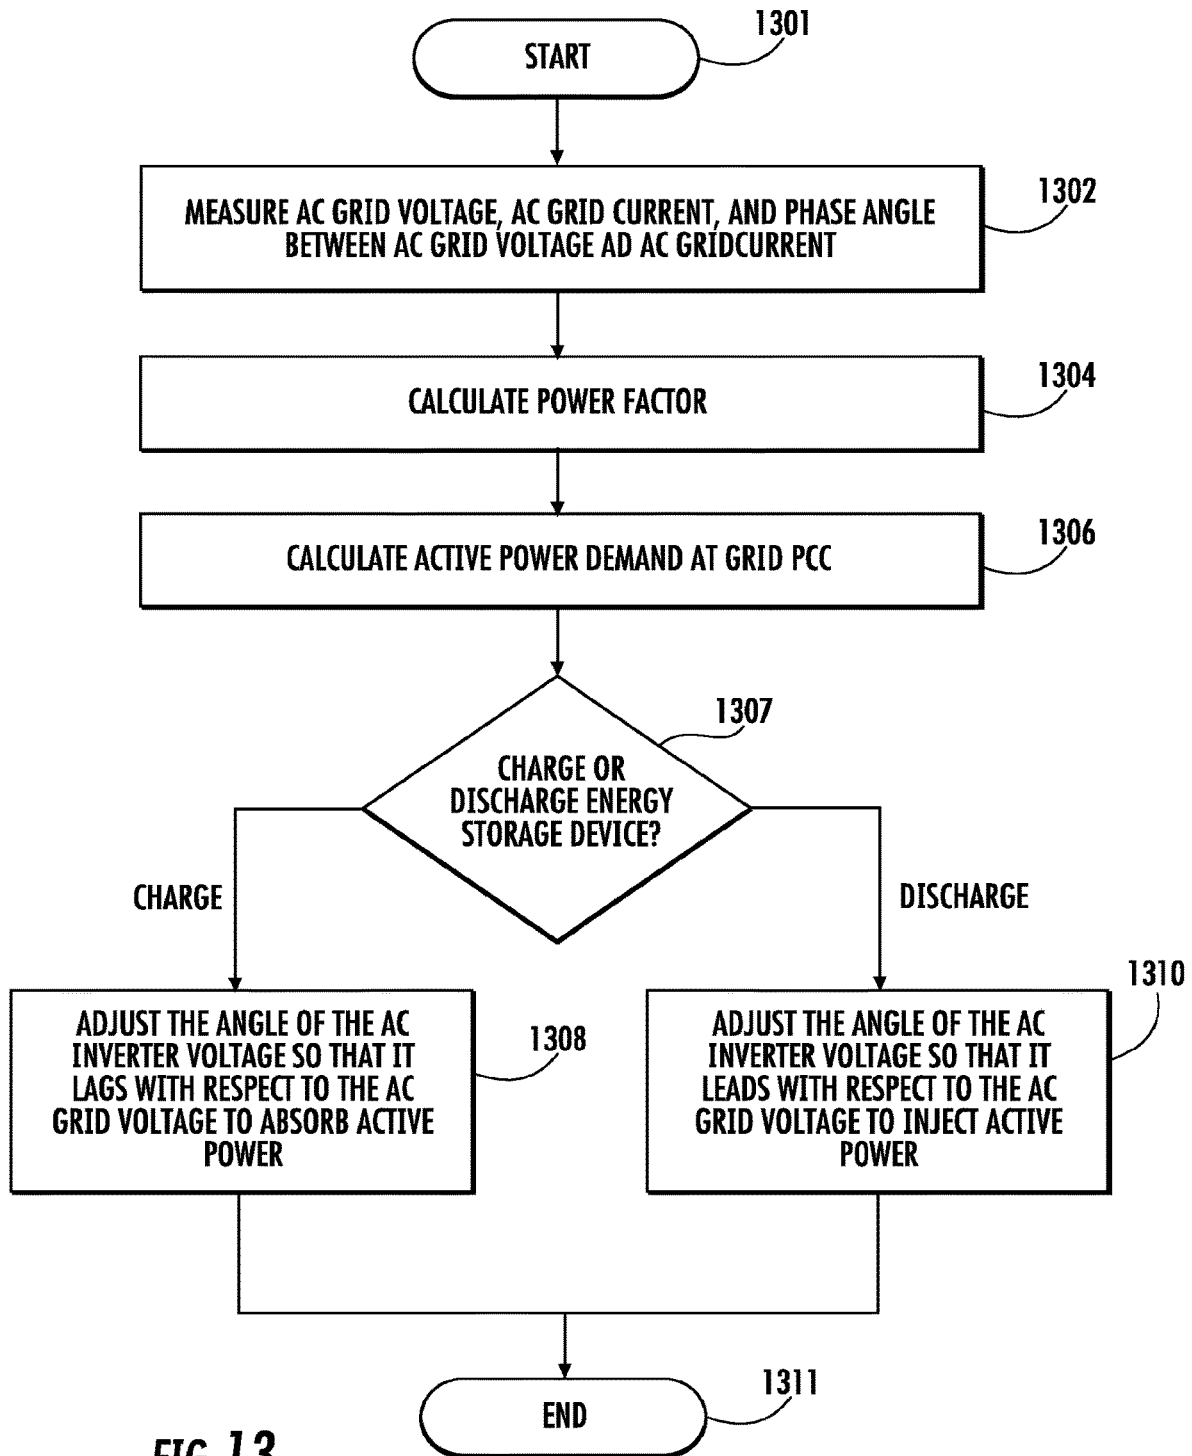 1301
START
1302
MEASURE AC GRID VOLTAGE, AC GRID CURRENT, AND PHASE ANGLE
BETWEEN AC GRID VOLTAGE AD AC GRIDCURRENT
1304
CALCULATE POWER FACTOR
1306
CALCULATE ACTIVE POWER DEMAND AT GRID PCC
1307
CHARGE OR
DISCHARGE ENERGY
STORAGE DEVICE?
CHARGE
DISCHARGE
1308
ADJUST THE ANGLE OF THE AC
INVERTER VOLTAGE SO THAT IT
LAGS WITH RESPECT TO THE AC
GRID VOLTAGE TO ABSORB ACTIVE
POWER
1310
ADJUST THE ANGLE OF THE AC
INVERTER VOLTAGE SO THAT IT
LEADS WITH RESPECT TO THE AC
GRID VOLTAGE TO INJECT ACTIVE
POWER
1311
END
FIG. 13